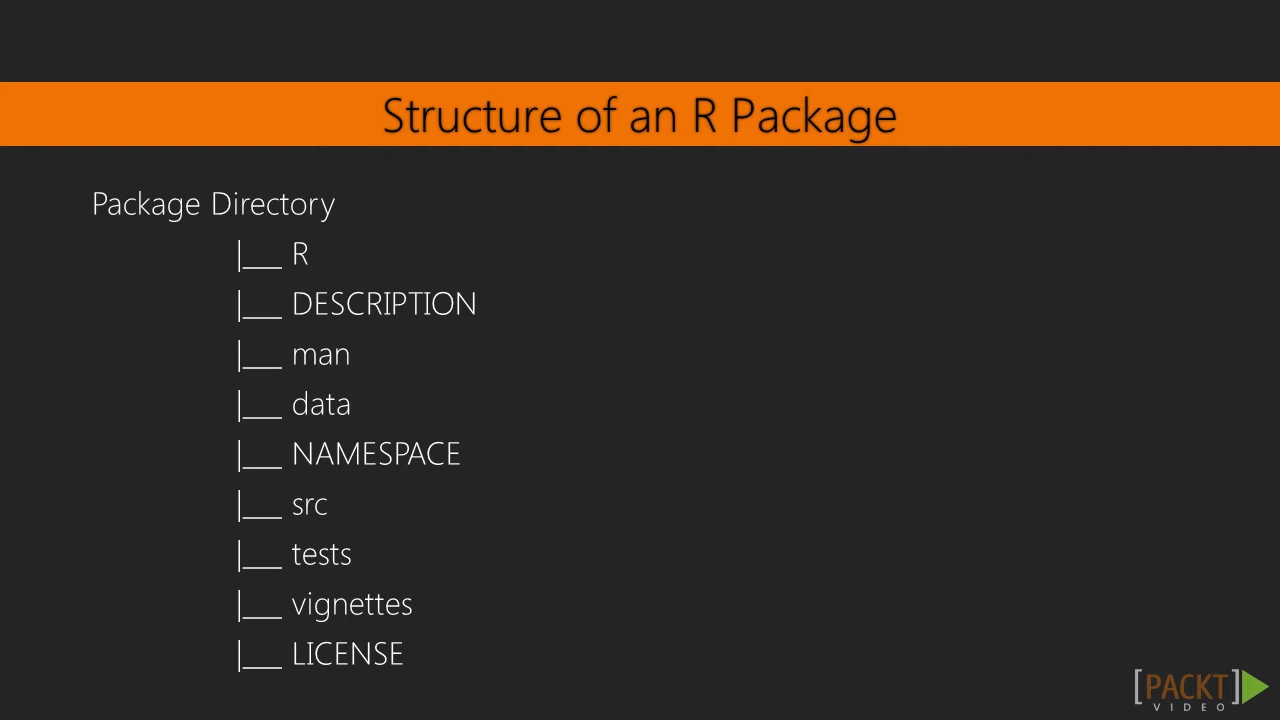 Structure of an R Package
Package Directory
|___ R
|___ DESCRIPTION
|___ man
|___ data
|___ NAMESPACE
|___ src
|___ tests
|___ vignettes
|___ LICENSE
[PACKT]
VIDEO